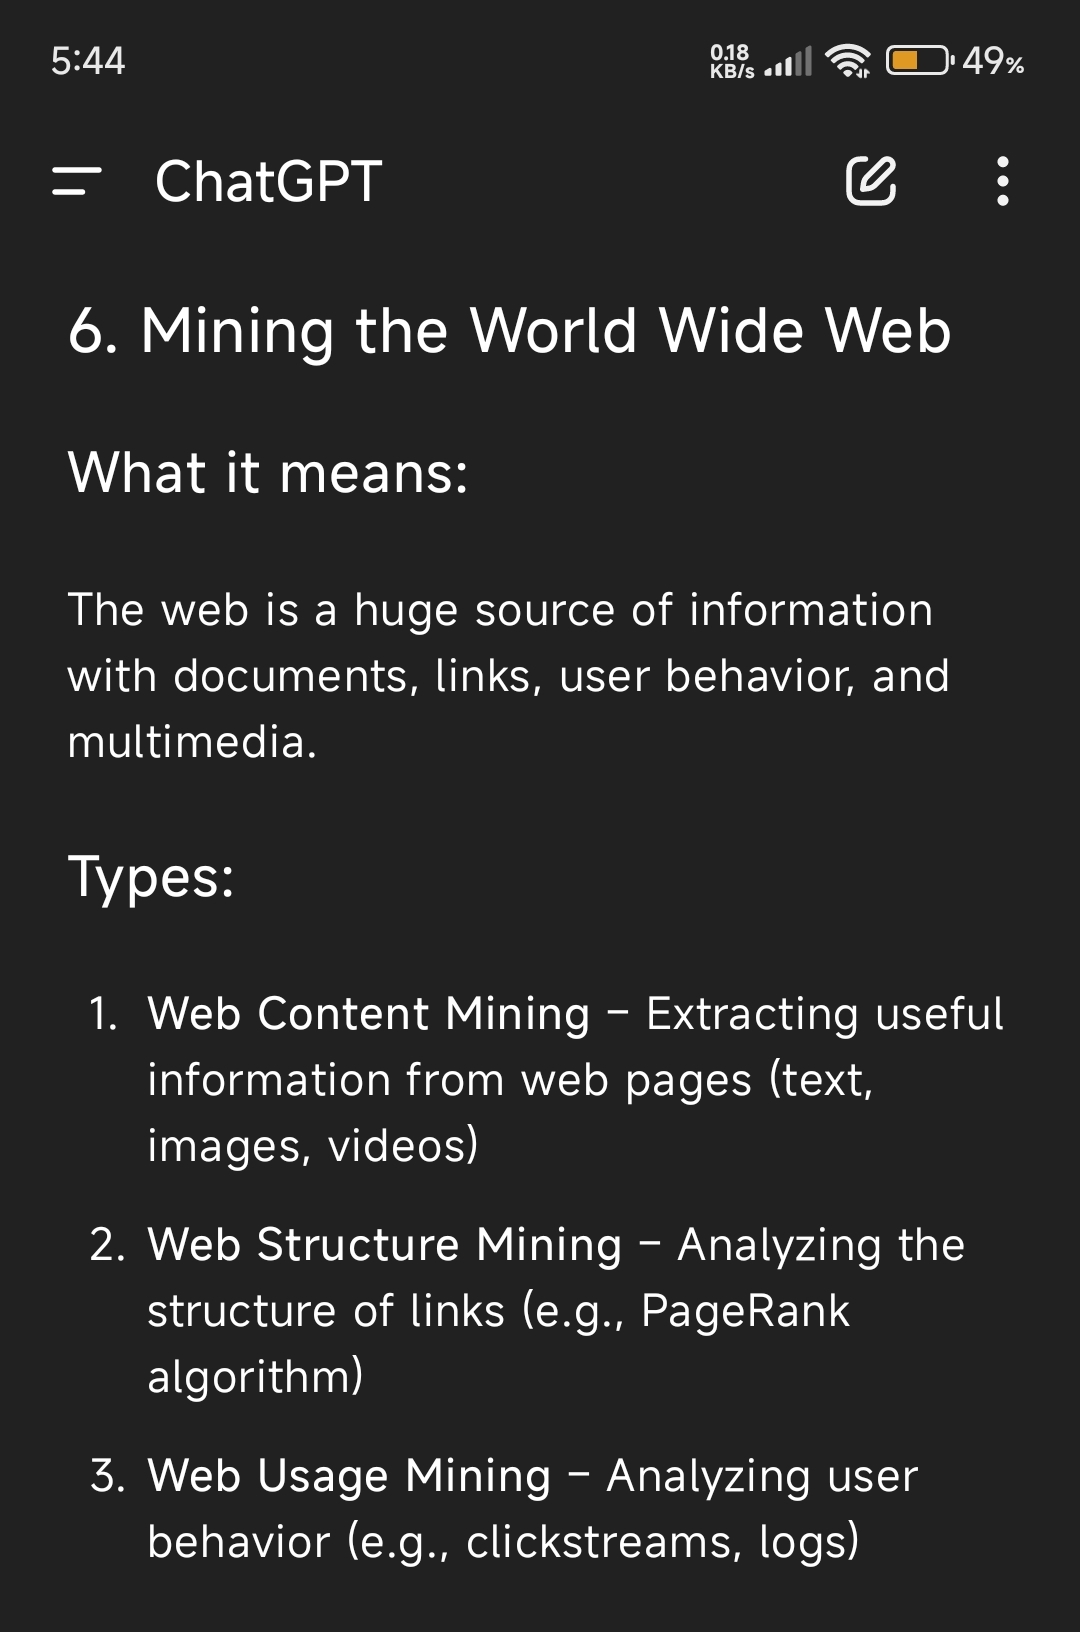 5:44
0.18
KB/s
49%
ChatGPT
6. Mining the World Wide Web
What it means:
The web is a huge source of information
with documents, links, user behavior, and
multimedia.
Types:
1. Web Content Mining – Extracting useful
information from web pages (text,
images, videos)
2. Web Structure Mining – Analyzing the
structure of links (e.g., PageRank
algorithm)
3. Web Usage Mining – Analyzing user
behavior (e.g., clickstreams, logs)